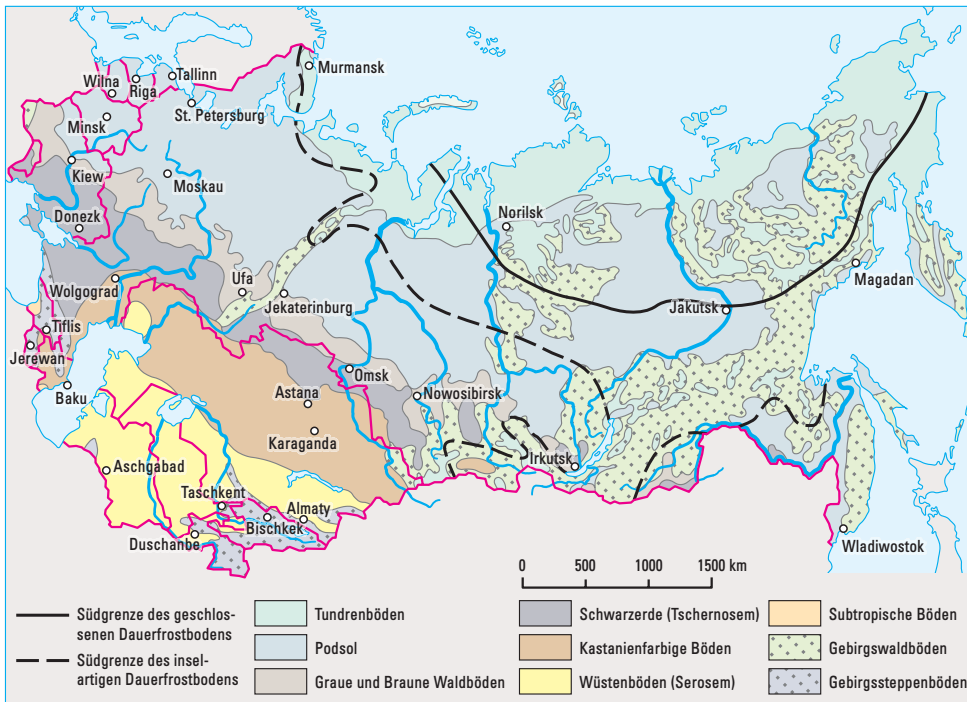 Murmansk
Tallinn
Wilna
Riga
St. Petersburg
Minsk
Kiew
Moskau
Donezk
Norilsk
Magadan
Ufa
Wolgograd
Jekaterinburg
Jakutsk
Tiflis
Jerewan
Omsk
Baku
Astana
Nowosibirsk
Karaganda
Irkutsk
Aschgabad
Taschkent
Almaty
Bischkek
Duschanbe
Wladiwostok
0 500 1000 1500 km
Südgrenze des geschlos-
senen Dauerfrostbodens
Südgrenze des insel-
artigen Dauerfrostbodens
Tundrenböden
Podsol
Graue und Braune Waldböden
Schwarzerde (Tschernosem)
Kastanienfarbige Böden
Wüstenböden (Serosem)
Subtropische Böden
Gebirgswaldböden
Gebirgssteppenböden